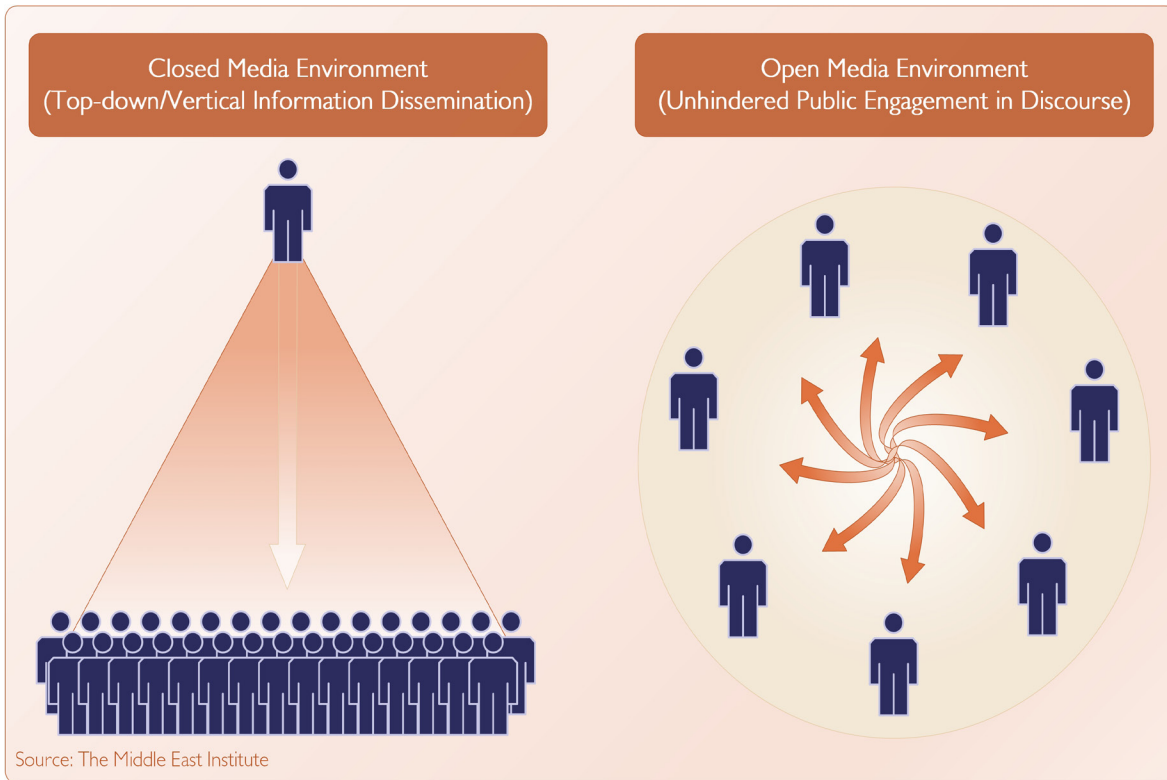 Closed Media Environment
(Top-down/Vertical Information Dissemination)
Open Media Environment
(Unhindered Public Engagement in Discourse)
Source: The Middle East Institute